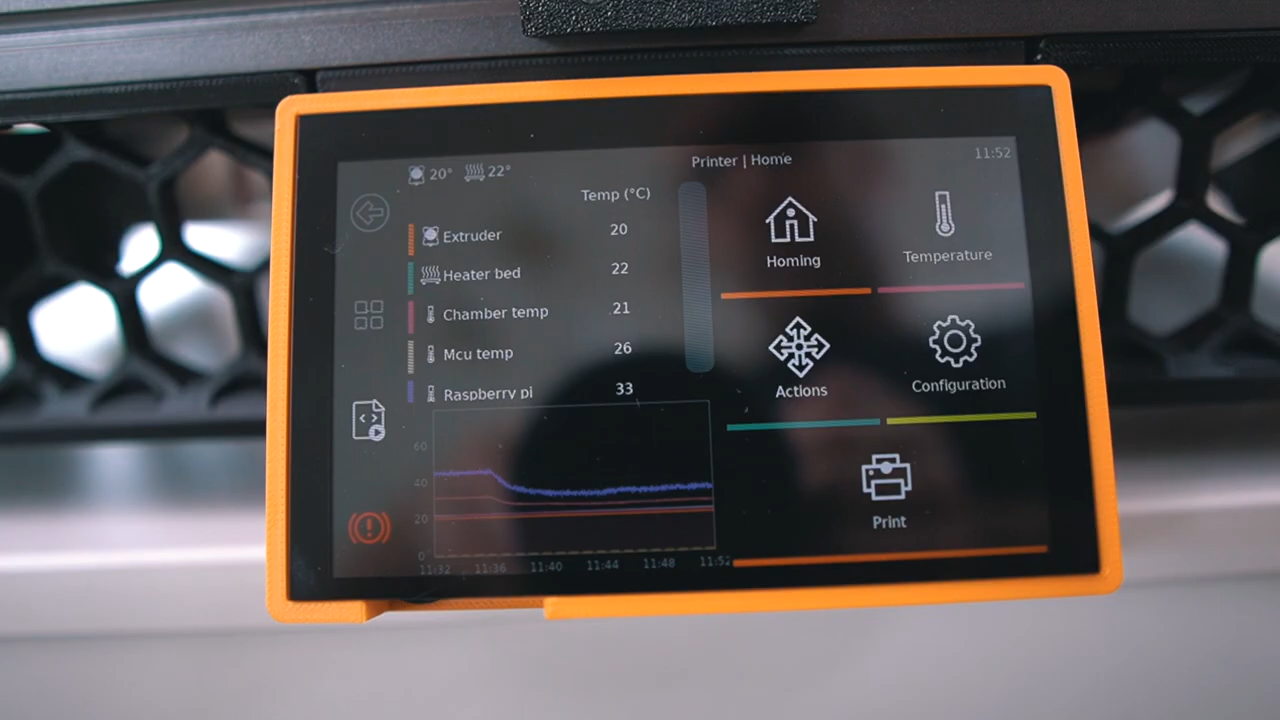 20° 22° Printer | Home 11:52
Temp (°C)
Extruder 20
Heater bed 22
Chamber temp 21
Mcu temp 26
Raspberry pi 33
60
40
20
0
11:32 11:36 11:40 11:44 11:48 11:52
Homing
Temperature
Actions
Configuration
Print